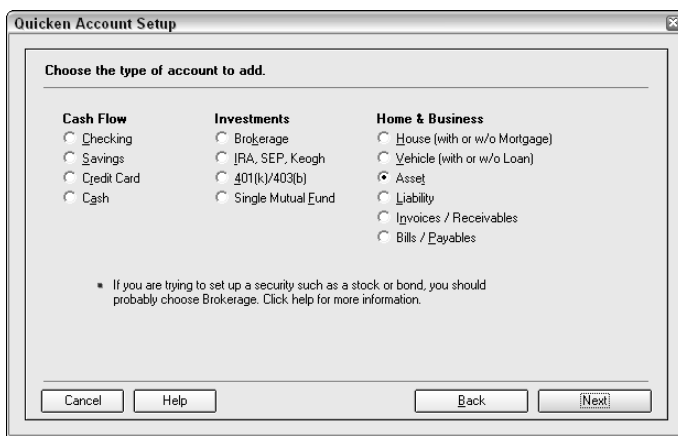 Quicken Account Setup
Choose the type of account to add.
Cash Flow
Checking
Savings
Credit Card
Cash
Investments
Brokerage
IRA, SEP, Keogh
401(k)/403(b)
Single Mutual Fund
Home & Business
House (with or w/o Mortgage)
Vehicle (with or w/o Loan)
Asset
Liability
Invoices / Receivables
Bills / Payables
If you are trying to set up a security such as a stock or bond, you should
probably choose Brokerage. Click help for more information.
Cancel
Help
Back
Next